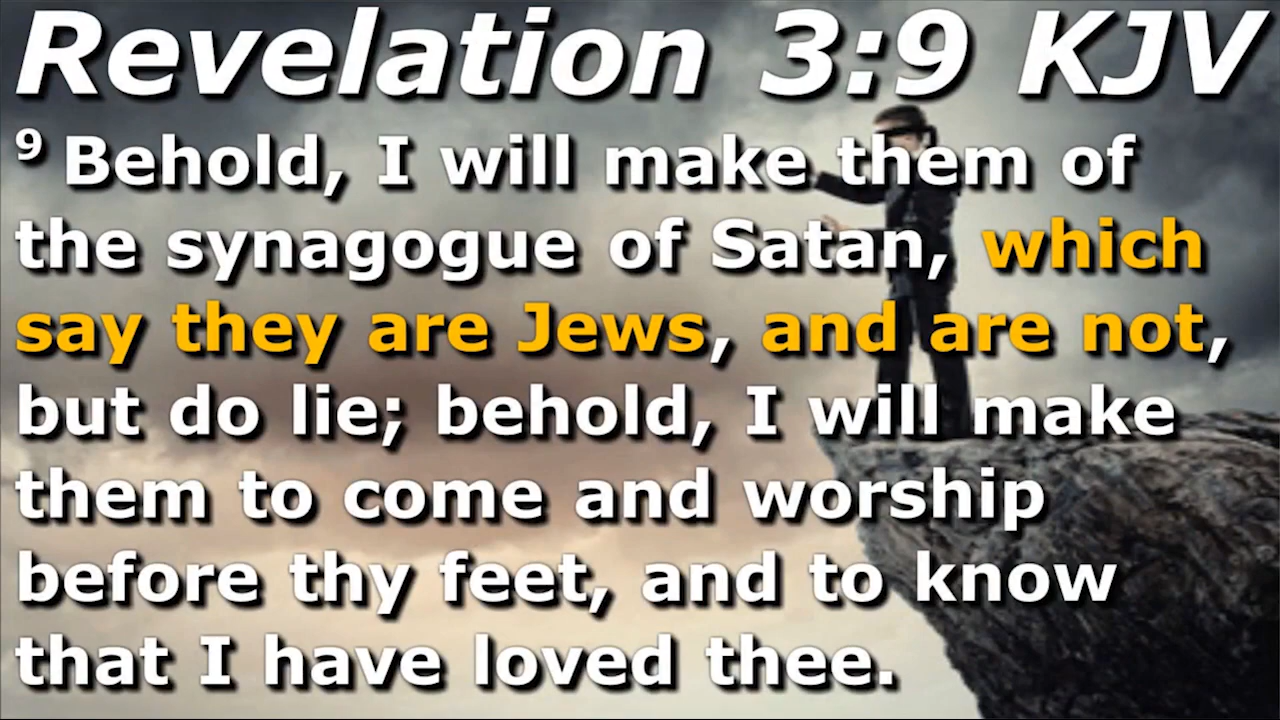 Revelation 3:9 KJV
9 Behold, I will make them of
the synagogue of Satan, which
say they are Jews, and are not,
but do lie; behold, I will make
them to come and worship
before thy feet, and to know
that I have loved thee.